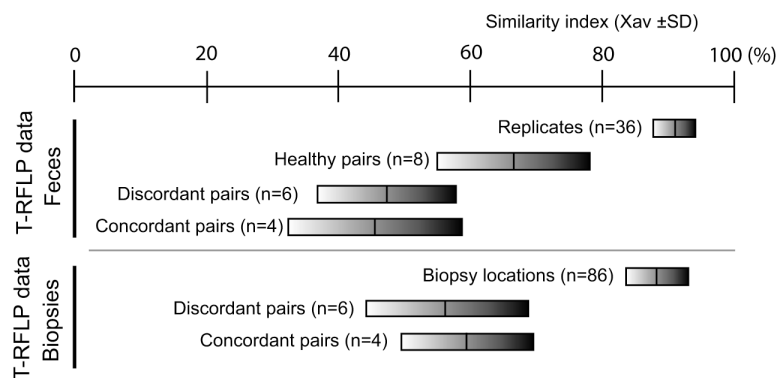 Similarity index (Xav ±SD)
0 20 40 60 80 100 (%)
T-RFLP data
Feces
Replicates (n=36)
Healthy pairs (n=8)
Discordant pairs (n=6)
Concordant pairs (n=4)
T-RFLP data
Biopsies
Biopsy locations (n=86)
Discordant pairs (n=6)
Concordant pairs (n=4)